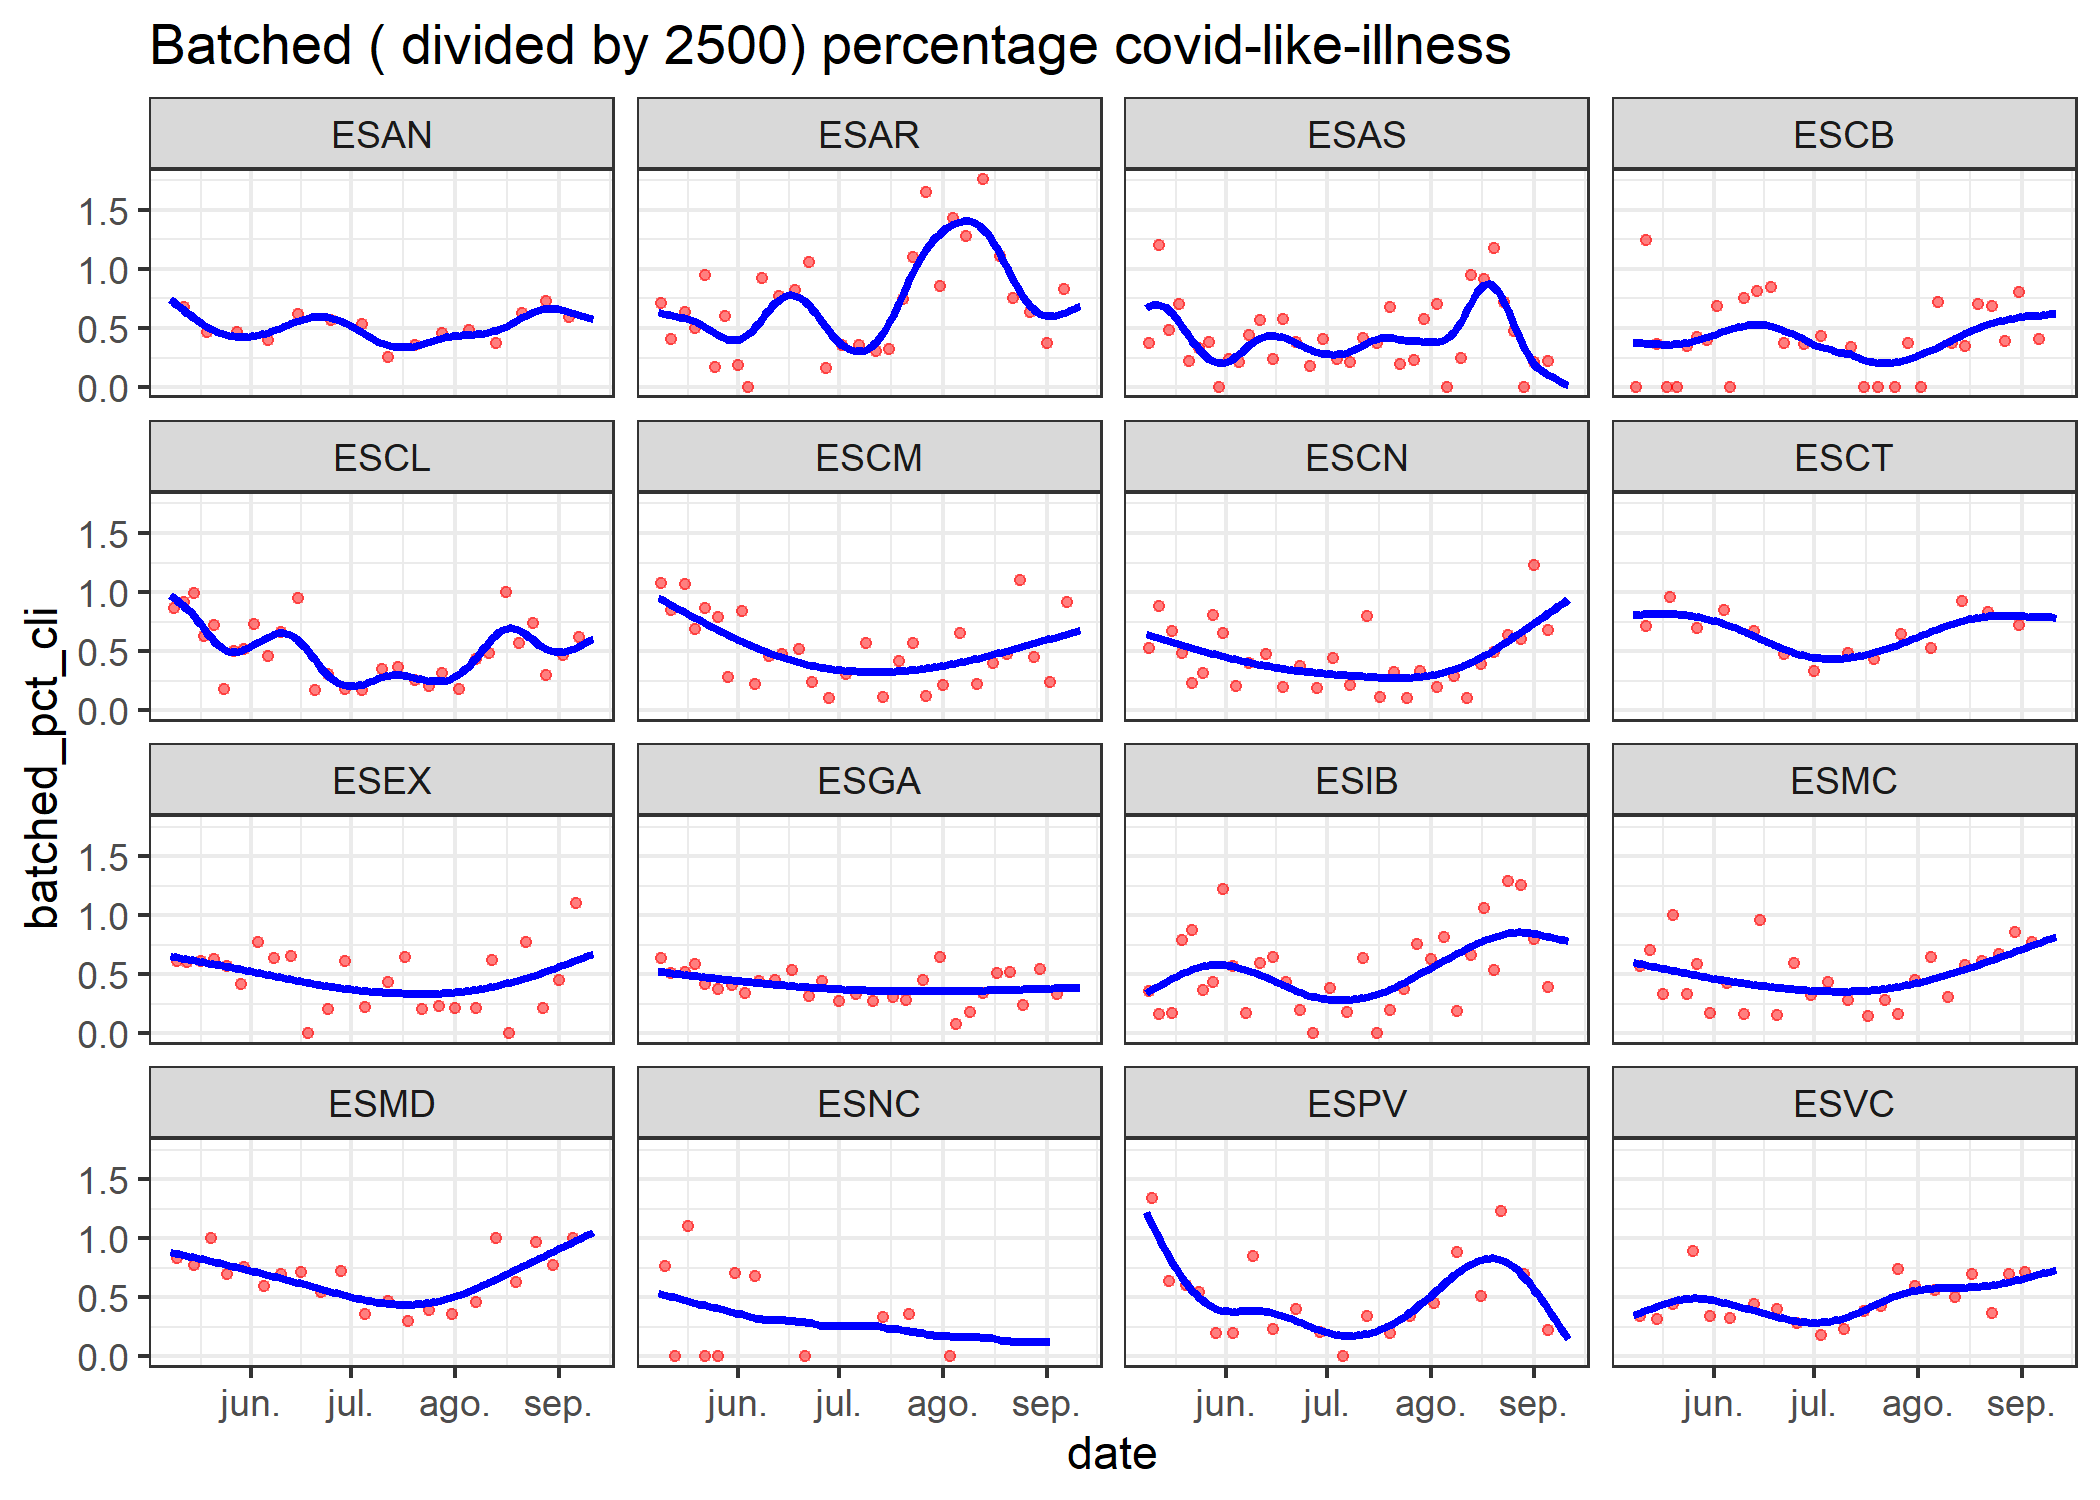 Batched ( divided by 2500) percentage covid-like-illness
ESAN ESAR ESAS ESCB
1.5
1.0
0.5
0.0
ESCL ESCM ESCN ESCT
1.5
1.0
0.5
0.0
ESEX ESGA ESIB ESMC
1.5
1.0
0.5
0.0
ESMD ESNC ESPV ESVC
1.5
1.0
0.5
0.0
batched_pct_cli
jun. jul. ago. sep. jun. jul. ago. sep. jun. jul. ago. sep. jun. jul. ago. sep.
date